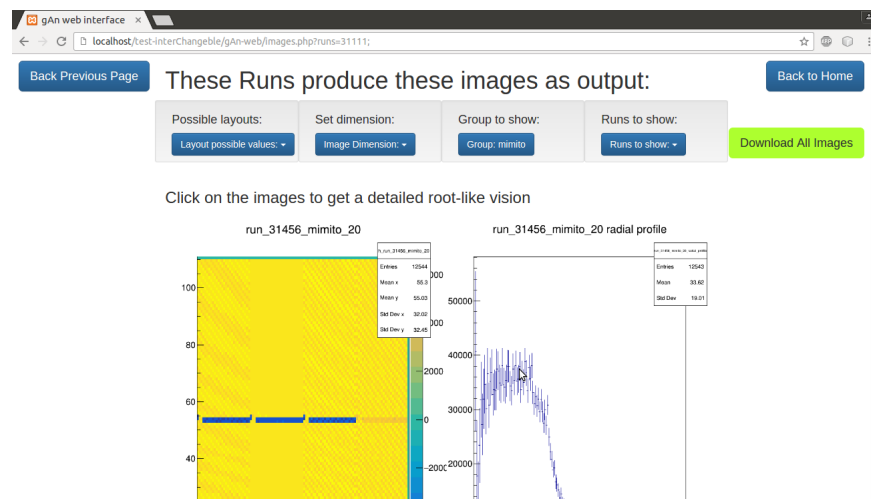 gAn web interface
localhost/test-interChangeble/gAn-web/images.php?runs=31111;
Back Previous Page
These Runs produce these images as output:
Back to Home
Possible layouts:
Set dimension:
Group to show:
Runs to show:
Layout possible values:
Image Dimension:
Group: mimito
Runs to show:
Download All Images
Click on the images to get a detailed root-like vision
run_31456_mimito_20
h_run_31456_mimito_20
Entries 12544
Mean x 55.3
Mean y 55.03
Std Dev x 32.02
Std Dev y 32.45
100
80
60
40
000
000
2000
0
−2000
run_31456_mimito_20 radial profile
Entries 12543
Mean 33.62
Std Dev 19.01
50000
40000
30000
20000